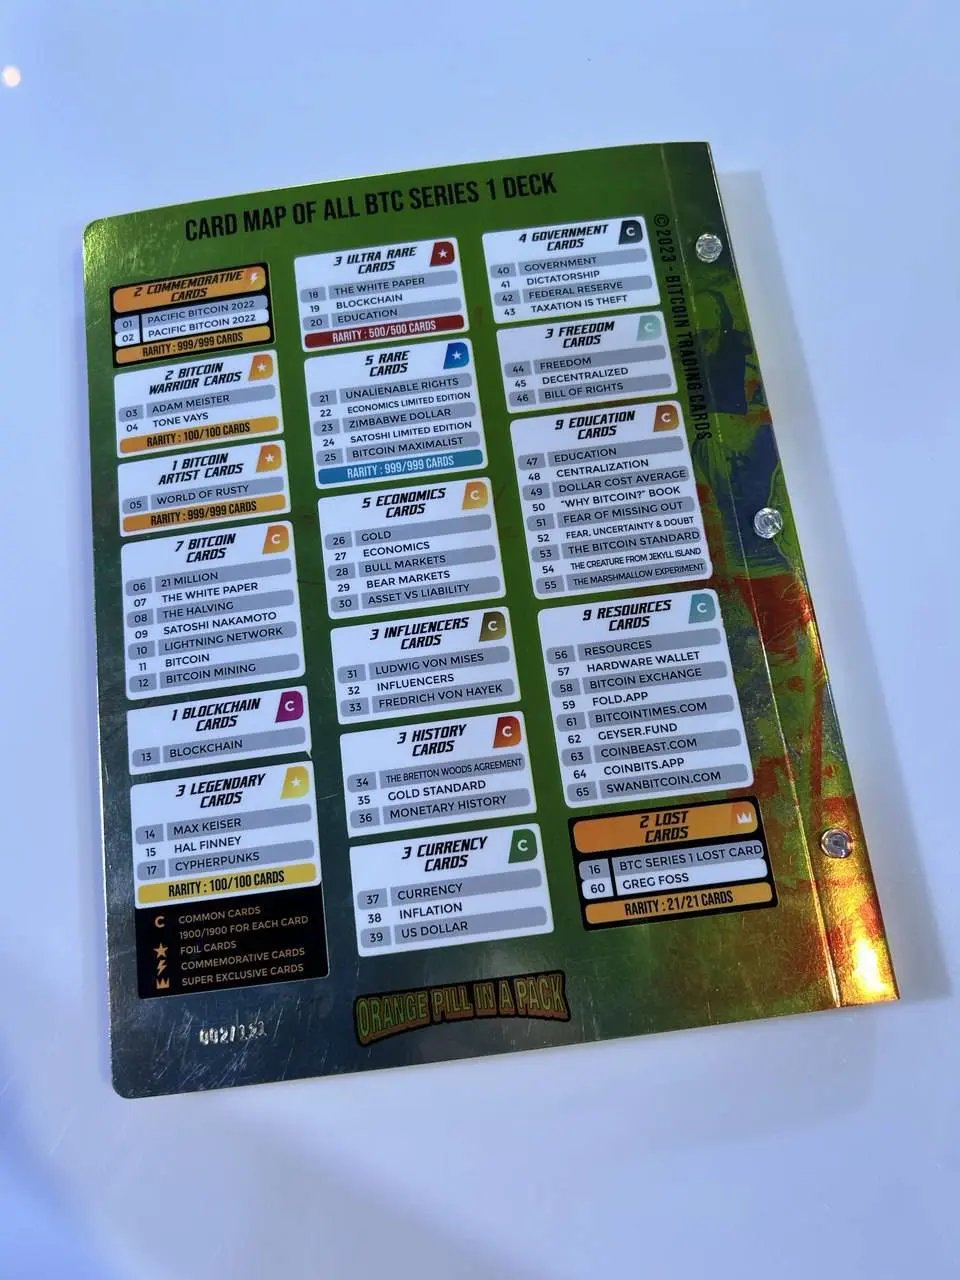 CARD MAP OF ALL BTC SERIES 1 DECK
2 COMMEMORATIVE
CARDS
01 PACIFIC BITCOIN 2022
02 PACIFIC BITCOIN 2022
RARITY : 999/999 CARDS
2 BITCOIN
WARRIOR CARDS
03 ADAM MEISTER
04 TONE VAYS
RARITY : 100/100 CARDS
1 BITCOIN
ARTIST CARDS
05 WORLD OF RUSTY
RARITY : 999/999 CARDS
7 BITCOIN
CARDS
C
06 21 MILLION
07 THE WHITE PAPER
08 THE HALVING
09 SATOSHI NAKAMOTO
10 LIGHTNING NETWORK
11 BITCOIN
12 BITCOIN MINING
1 BLOCKCHAIN
CARDS
C
13 BLOCKCHAIN
3 LEGENDARY
CARDS
14 MAX KEISER
15 HAL FINNEY
17 CYPHERPUNKS
RARITY : 100/100 CARDS
C COMMON CARDS
1900/1900 FOR EACH CARD
FOIL CARDS
COMMEMORATIVE CARDS
SUPER EXCLUSIVE CARDS
3 ULTRA RARE
CARDS
18 THE WHITE PAPER
19 BLOCKCHAIN
20 EDUCATION
RARITY : 500/500 CARDS
5 RARE
CARDS
21 UNALIENABLE RIGHTS
22 ECONOMICS LIMITED EDITION
23 ZIMBABWE DOLLAR
24 SATOSHI LIMITED EDITION
25 BITCOIN MAXIMALIST
RARITY : 999/999 CARDS
5 ECONOMICS
CARDS
C
26 GOLD
27 ECONOMICS
28 BULL MARKETS
29 BEAR MARKETS
30 ASSET VS LIABILITY
3 INFLUENCERS
CARDS
C
31 LUDWIG VON MISES
32 INFLUENCERS
33 FREDRICH VON HAYEK
3 HISTORY
CARDS
C
34 THE BRETTON WOODS AGREEMENT
35 GOLD STANDARD
36 MONETARY HISTORY
3 CURRENCY
CARDS
C
37 CURRENCY
38 INFLATION
39 US DOLLAR
4 GOVERNMENT
CARDS
C
40 GOVERNMENT
41 DICTATORSHIP
42 FEDERAL RESERVE
43 TAXATION IS THEFT
3 FREEDOM
CARDS
C
44 FREEDOM
45 DECENTRALIZED
46 BILL OF RIGHTS
9 EDUCATION
CARDS
C
47 EDUCATION
48 CENTRALIZATION
49 DOLLAR COST AVERAGE
50 "WHY BITCOIN?" BOOK
51 FEAR OF MISSING OUT
52 FEAR, UNCERTAINTY & DOUBT
53 THE BITCOIN STANDARD
54 THE CREATURE FROM JEKYLL ISLAND
55 THE MARSHMALLOW EXPERIMENT
9 RESOURCES
CARDS
C
56 RESOURCES
57 HARDWARE WALLET
58 BITCOIN EXCHANGE
59 FOLD.APP
61 BITCOINTIMES.COM
62 GEYSER.FUND
63 COINBEAST.COM
64 COINBITS.APP
65 SWANBITCOIN.COM
2 LOST
CARDS
16 BTC SERIES 1 LOST CARD
60 GREG FOSS
RARITY : 21/21 CARDS
ORANGE PILL IN A PACK
©2023 - BITCOIN TRADING CARDS